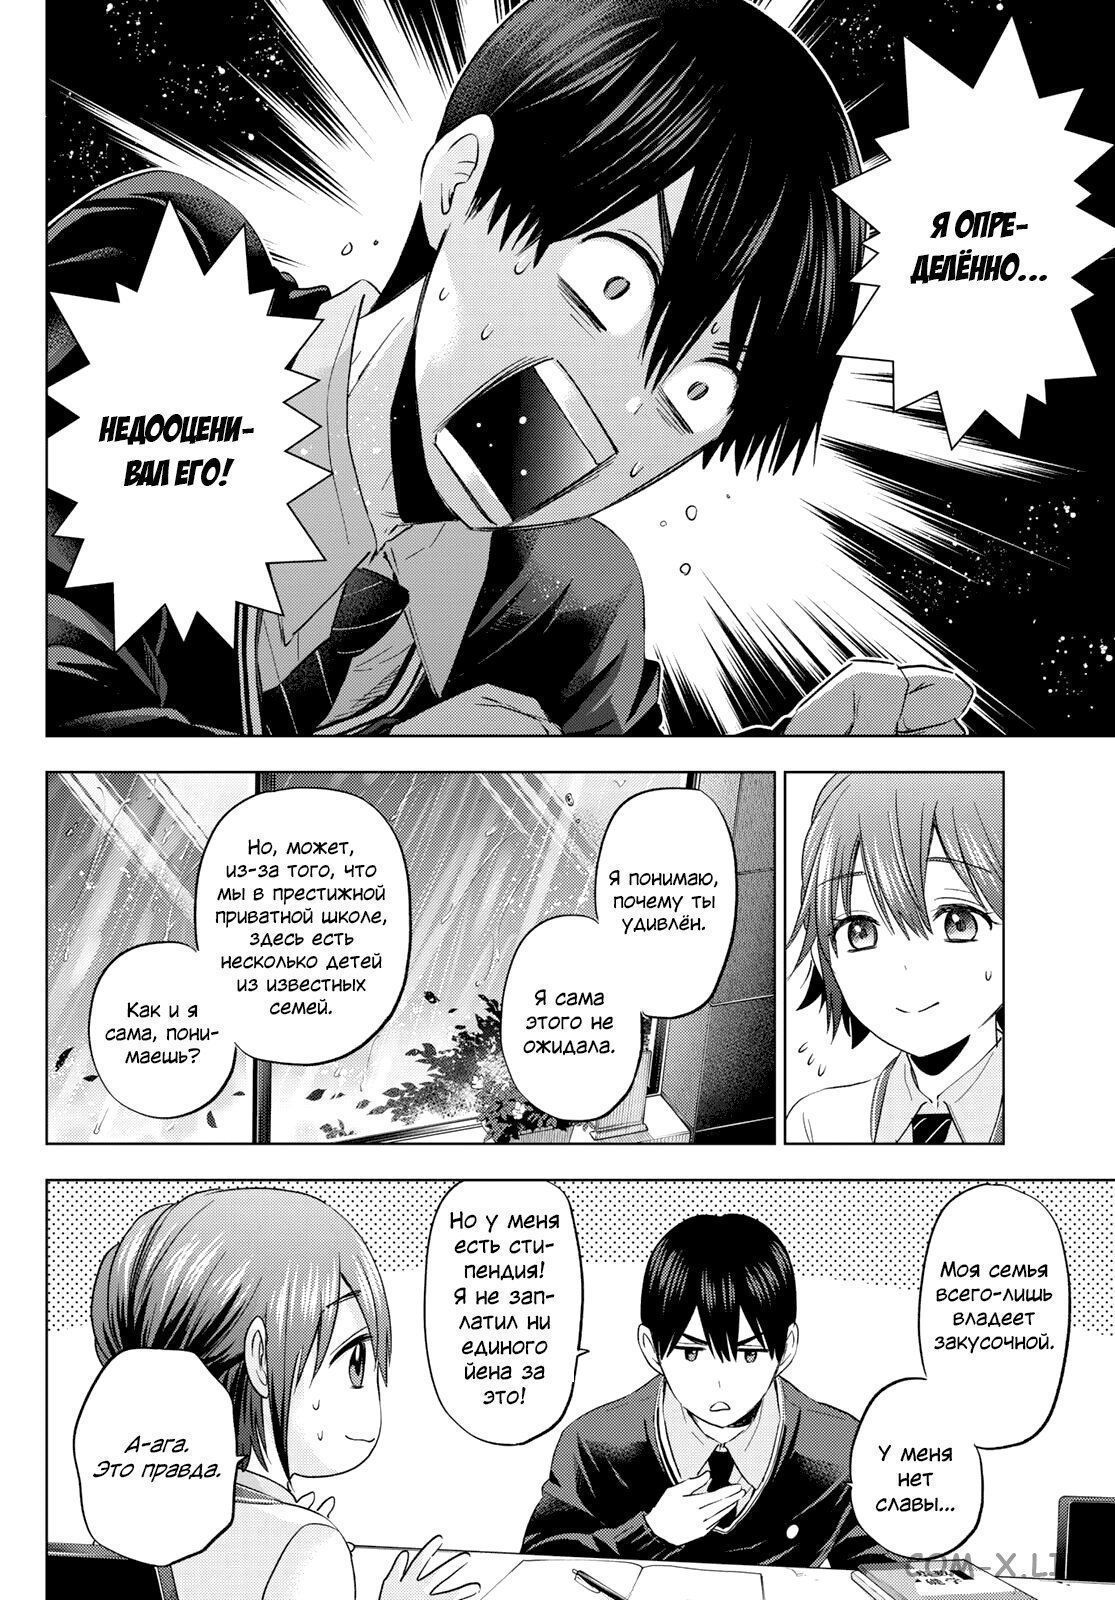 Я ОПРЕ-
ДЕЛЁННО...
НЕДООЦЕНИ-
ВАЛ ЕГО!
Я понимаю,
почему ты
удивлён.
Я сама
этого не
ожидала.
Но, может,
из-за того, что
мы в престижной
приватной школе,
здесь есть
несколько детей
из известных
семей.
Как и я
сама, пони-
маешь?
Моя семья
всего-лишь
владеет
закусочной.
У меня
нет
славы...
Но у меня
есть сти-
пендия!
Я не зап-
латил ни
единого
йена за
это!
А-ага.
Это правда.
COM-X.LI